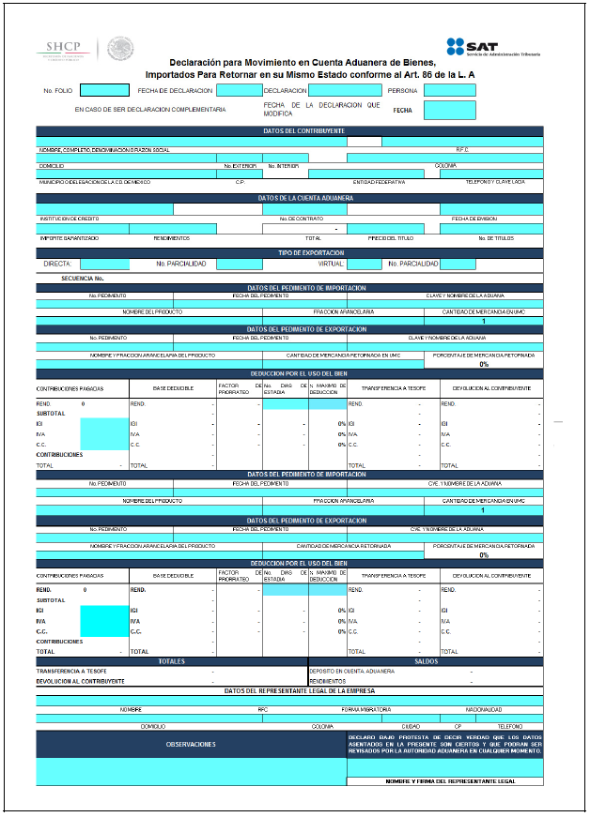 SHCP
SAT
Servicio de Administración Tributaria
Declaración para Movimiento en Cuenta Aduanera de Bienes,
Importados Para Retornar en su Mismo Estado conforme al Art. 86 de la L. A
No. FOLIO FECHA DE DECLARACION DECLARACION PERSONA
EN CASO DE SER DECLARACION COMPLEMENTARIA FECHA DE LA DECLARACION QUE MODIFICA FECHA
DATOS DEL CONTRIBUYENTE
NOMBRE, COMPLETO, DENOMINACION O RAZON SOCIAL R.F.C.
DOMICILIO No. EXTERIOR No. INTERIOR COLONIA
MUNICIPIO O DELEGACION DE LA CD. DE MEXICO C.P. ENTIDAD FEDERATIVA TELEFONO Y CLAVE LADA
DATOS DE LA CUENTA ADUANERA
INSTITUCION DE CREDITO No. DE CONTRATO FECHA DE EMISION
-
IMPORTE GARANTIZADO RENDIMIENTOS TOTAL PRECIO DEL TITULO No. DE TITULOS
TIPO DE EXPORTACION
DIRECTA: No. PARCIALIDAD VIRTUAL: No. PARCIALIDAD
SECUENCIA No.
DATOS DEL PEDIMENTO DE IMPORTACION
No. PEDIMENTO FECHA DEL PEDIMENTO CLAVE Y NOMBRE DE LA ADUANA
NOMBRE DEL PRODUCTO FRACCION ARANCELARIA CANTIDAD DE MERCANCIA EN UMC
1
DATOS DEL PEDIMENTO DE EXPORTACION
No. PEDIMENTO FECHA DEL PEDIMENTO CLAVE Y NOMBRE DE LA ADUANA
NOMBRE Y FRACCION ARANCELARIA DEL PRODUCTO CANTIDAD DE MERCANCIA RETORNADA EN UMC PORCENTAJE DE MERCANCIA RETORNADA
0%
DEDUCCION POR EL USO DEL BIEN
CONTRIBUCIONES PAGADAS BASE DEDUCIBLE FACTOR DE PRORRATEO No. DIAS DE ESTADIA % MAXIMO DE DEDUCCION TRANSFERENCIA A TESOFE DEVOLUCION AL CONTRIBUYENTE
REND. 0 REND. - - REND. - REND. -
SUBTOTAL - - -
IGI IGI - - - 0% IGI - IGI -
IVA IVA - - - 0% IVA - IVA -
C.C. C.C. - - - 0% C.C. - C.C. -
CONTRIBUCIONES - - -
TOTAL - TOTAL - TOTAL - TOTAL -
DATOS DEL PEDIMENTO DE IMPORTACION
No. PEDIMENTO FECHA DEL PEDIMENTO CVE. Y NOMBRE DE LA ADUANA
NOMBRE DEL PRODUCTO FRACCION ARANCELARIA CANTIDAD DE MERCANCIA EN UMC
1
DATOS DEL PEDIMENTO DE EXPORTACION
No. PEDIMENTO FECHA DEL PEDIMENTO CVE. Y NOMBRE DE LA ADUANA
NOMBRE Y FRACCION ARANCELARIA DEL PRODUCTO CANTIDAD DE MERCANCIA RETORNADA PORCENTAJE DE MERCANCIA RETORNADA
0%
DEDUCCION POR EL USO DEL BIEN
CONTRIBUCIONES PAGADAS BASE DEDUCIBLE FACTOR DE PRORRATEO No. DIAS DE ESTADIA % MAXIMO DE DEDUCCION TRANSFERENCIA A TESOFE DEVOLUCION AL CONTRIBUYENTE
REND. 0 REND. - - REND. - REND. -
SUBTOTAL - - -
IGI IGI - - - 0% IGI - IGI -
IVA IVA - - - 0% IVA - IVA -
C.C. C.C. - - - 0% C.C. - C.C. -
CONTRIBUCIONES - - -
TOTAL - TOTAL - TOTAL - TOTAL -
TOTALES SALDOS
TRANSFERENCIA A TESOFE - DEPOSITO EN CUENTA ADUANERA -
DEVOLUCION AL CONTRIBUYENTE - RENDIMIENTOS -
DATOS DEL REPRESENTANTE LEGAL DE LA EMPRESA
NOMBRE RFC FORMA MIGRATORIA NACIONALIDAD
DOMICILIO COLONIA CIUDAD CP TELEFONO
OBSERVACIONES
DECLARO BAJO PROTESTA DE DECIR VERDAD QUE LOS DATOS
ASENTADOS EN LA PRESENTE SON CIERTOS Y QUE PODRAN SER
REVISADOS POR LA AUTORIDAD ADUANERA EN CUALQUIER MOMENTO.
NOMBRE Y FIRMA DEL REPRESENTANTE LEGAL